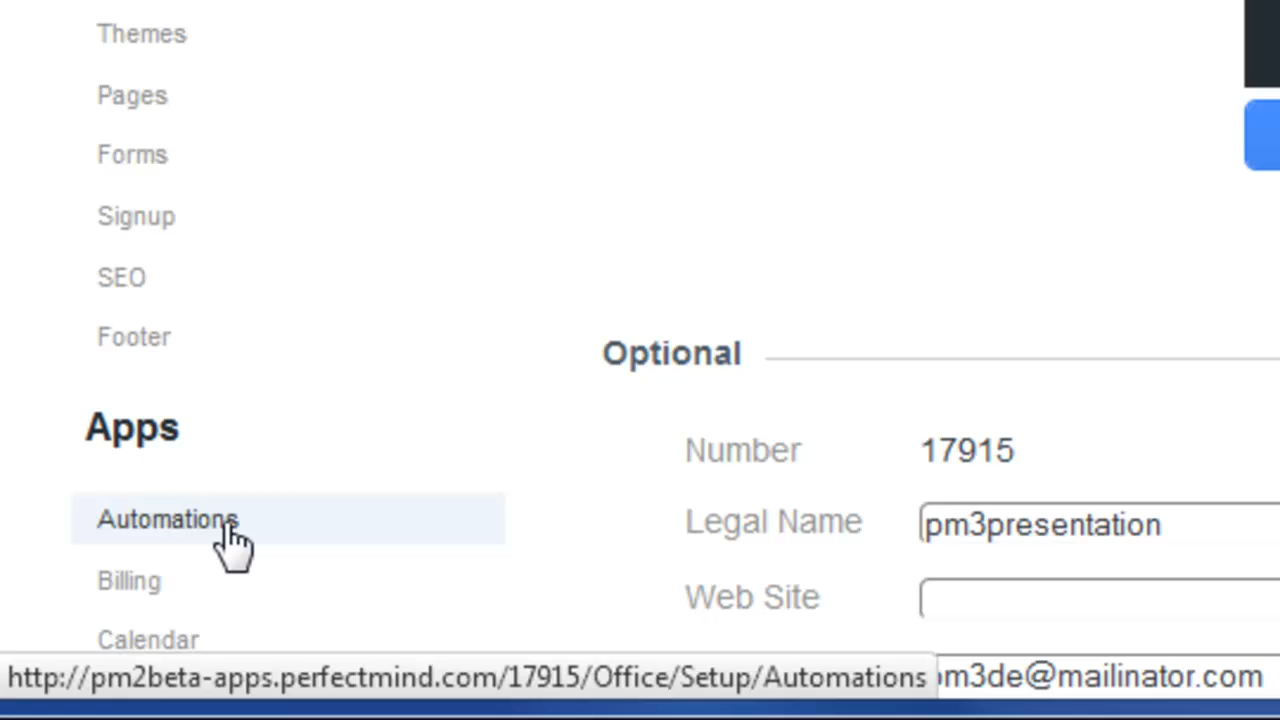 Themes
Pages
Forms
Signup
SEO
Footer
Apps
Automations
Billing
Calendar
Optional
Number 17915
Legal Name pm3presentation
Web Site
pm3de@mailinator.com
http://pm2beta-apps.perfectmind.com/17915/Office/Setup/Automations